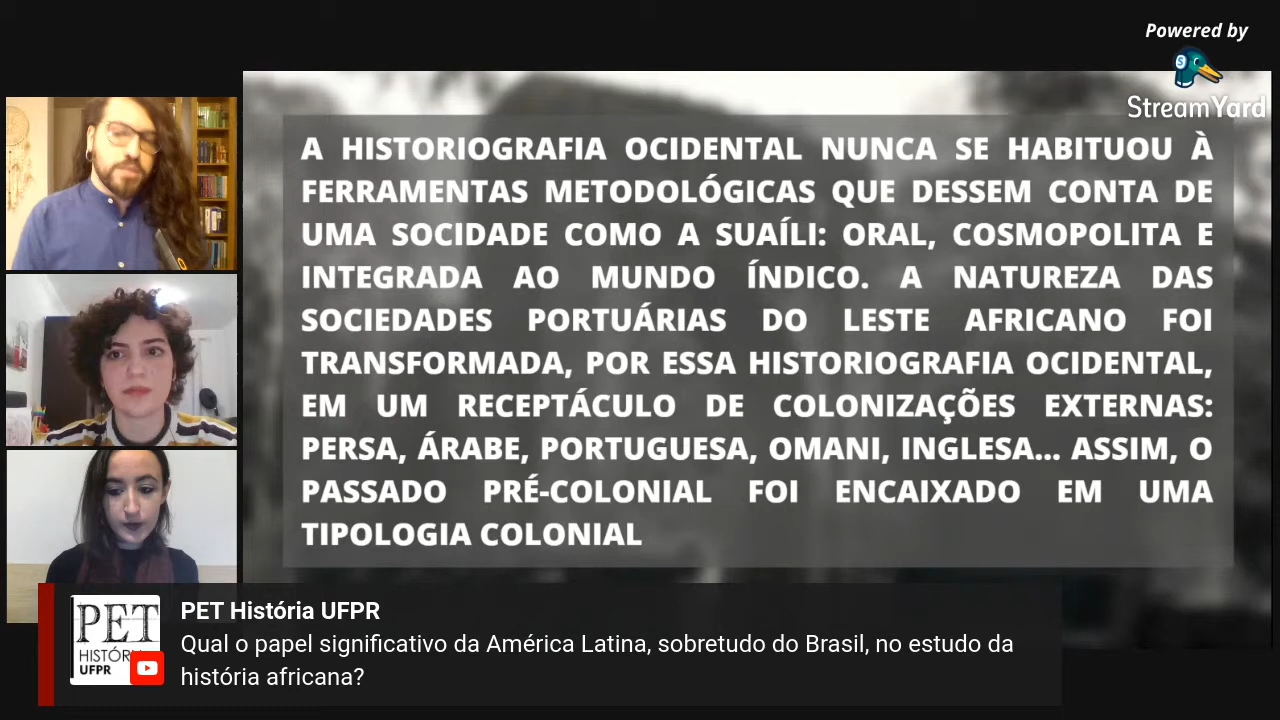 Powered by
StreamYard
A HISTORIOGRAFIA OCIDENTAL NUNCA SE HABITUOU À
FERRAMENTAS METODOLÓGICAS QUE DESSEM CONTA DE
UMA SOCIDADE COMO A SUAÍLI: ORAL, COSMOPOLITA E
INTEGRADA AO MUNDO ÍNDICO. A NATUREZA DAS
SOCIEDADES PORTUÁRIAS DO LESTE AFRICANO FOI
TRANSFORMADA, POR ESSA HISTORIOGRAFIA OCIDENTAL,
EM UM RECEPTÁCULO DE COLONIZAÇÕES EXTERNAS:
PERSA, ÁRABE, PORTUGUESA, OMANI, INGLESA... ASSIM, O
PASSADO PRÉ-COLONIAL FOI ENCAIXADO EM UMA
TIPOLOGIA COLONIAL
PET
HISTÓRI
UFPR
PET História UFPR
Qual o papel significativo da América Latina, sobretudo do Brasil, no estudo da
história africana?